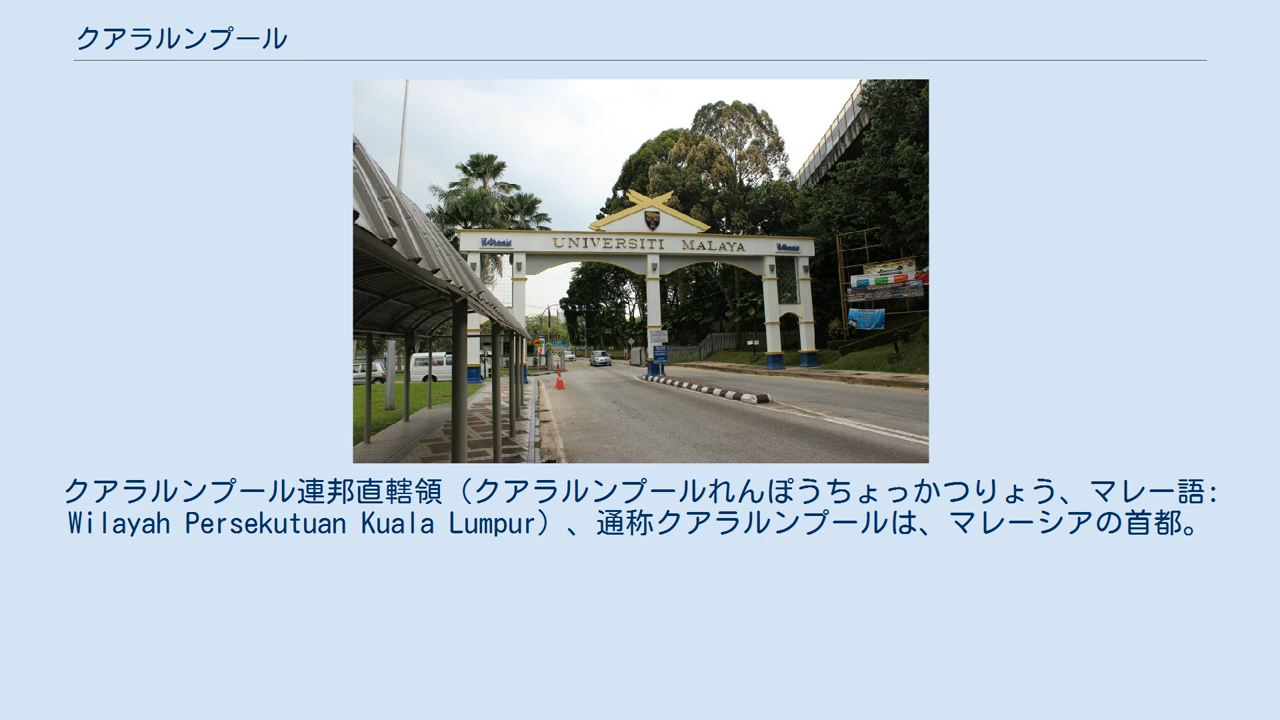 クアラルンプール
UNIVERSITI MALAYA
クアラルンプール連邦直轄領（クアラルンプールれんぽうちょっかつりょう、マレー語:
Wilayah Persekutuan Kuala Lumpur）、通称クアラルンプールは、マレーシアの首都。